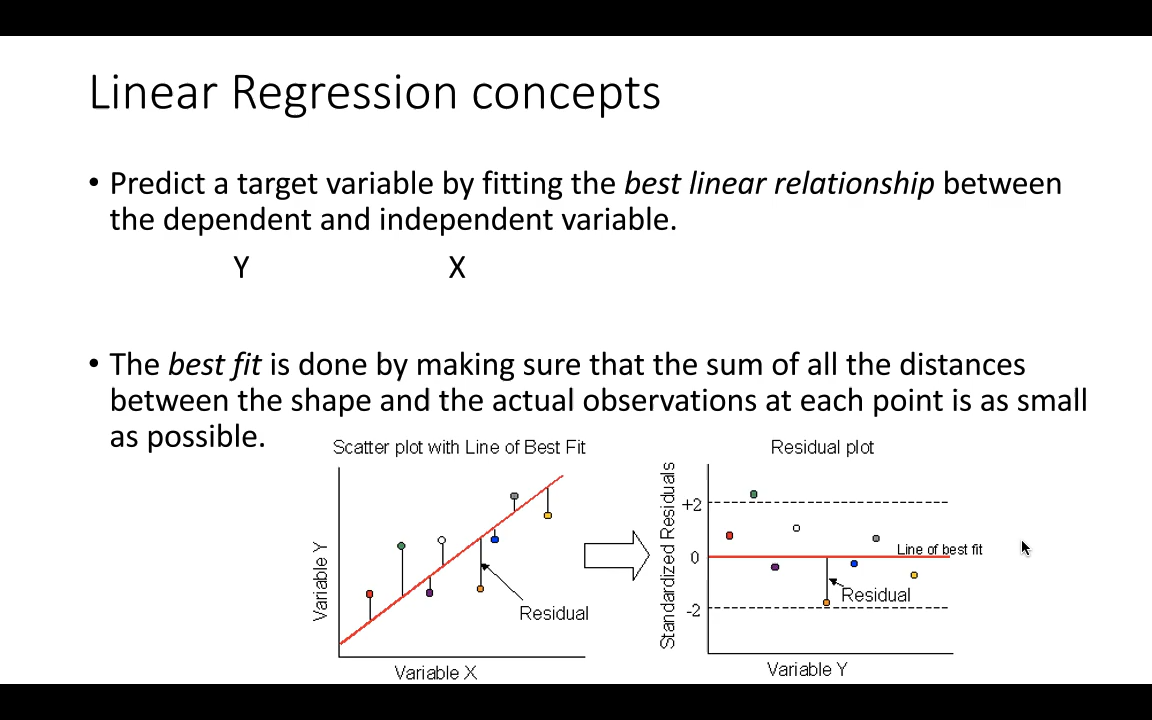 Linear Regression concepts
• Predict a target variable by fitting the best linear relationship between
the dependent and independent variable.
Y X
• The best fit is done by making sure that the sum of all the distances
between the shape and the actual observations at each point is as small
as possible.
Scatter plot with Line of Best Fit
Variable Y
Residual
Variable X
Residual plot
Standardized Residuals
+2
0
-2
Line of best fit
Residual
Variable Y